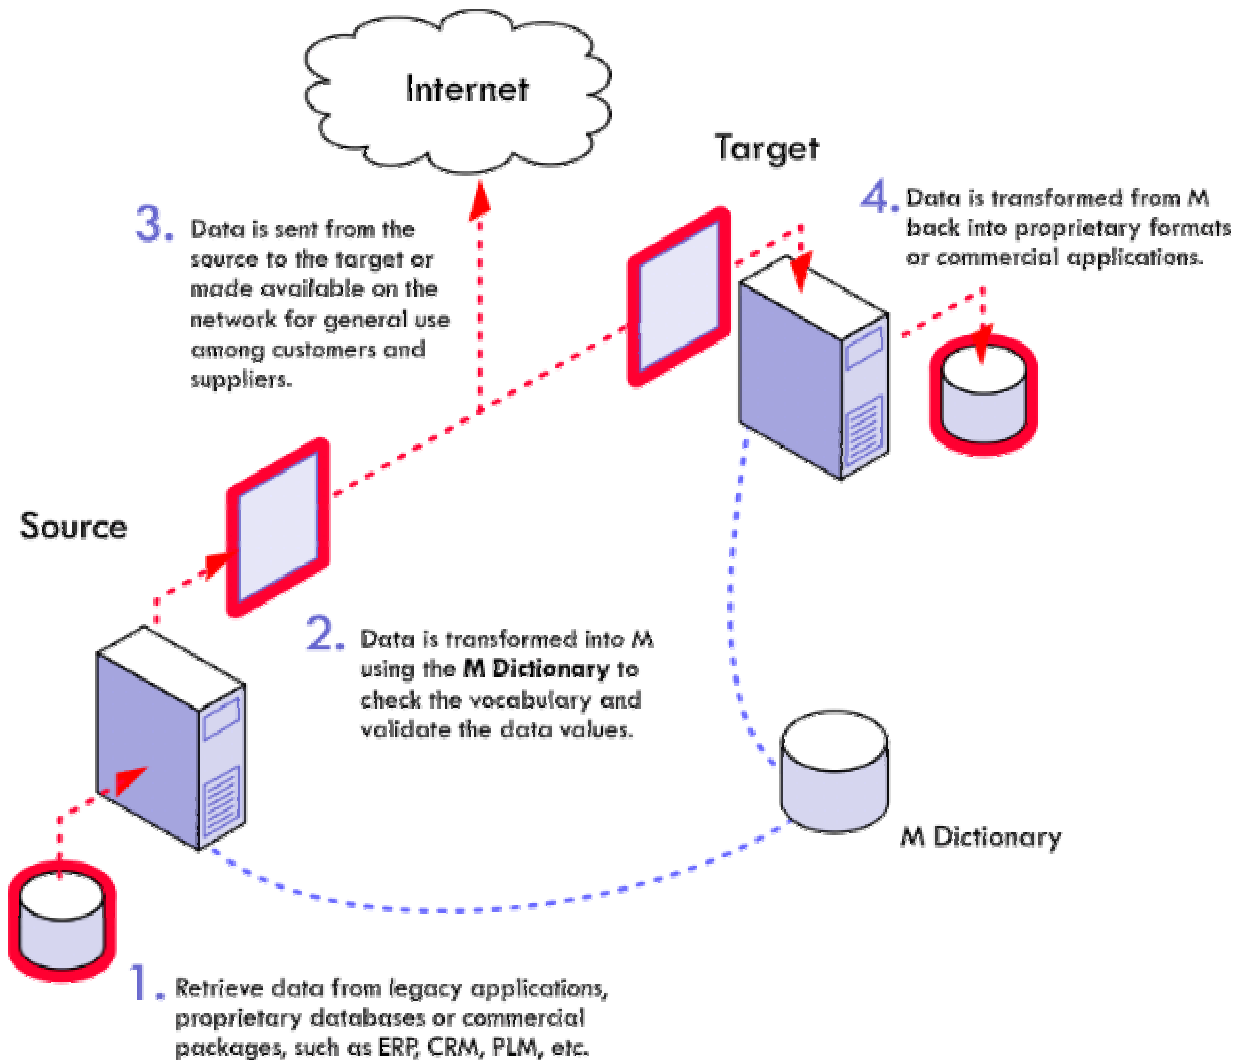 Internet
Target
3. Data is sent from the
source to the target or
made available on the
network for general use
among customers and
suppliers.
4. Data is transformed from M
back into proprietary formats
or commercial applications.
Source
2. Data is transformed into M
using the M Dictionary to
check the vocabulary and
validate the data values.
M Dictionary
1. Retrieve data from legacy applications,
proprietary databases or commercial
packages, such as ERP, CRM, PLM, etc.